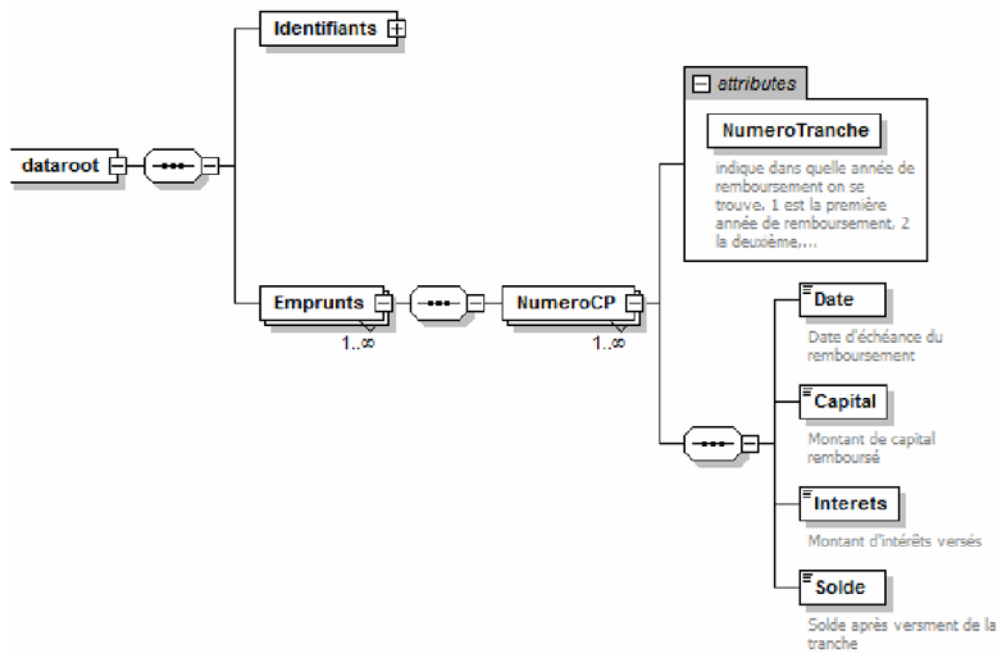 Identifiants
attributes
NumeroTranche
indique dans quelle année de
remboursement on se
trouve. 1 est la première
année de remboursement, 2
la deuxième,...
dataroot
Emprunts
1..∞
NumeroCP
1..∞
Date
Date d'échéance du
remboursement
Capital
Montant de capital
remboursé
Interets
Montant d'intérêts versés
Solde
Solde après versment de la
tranche